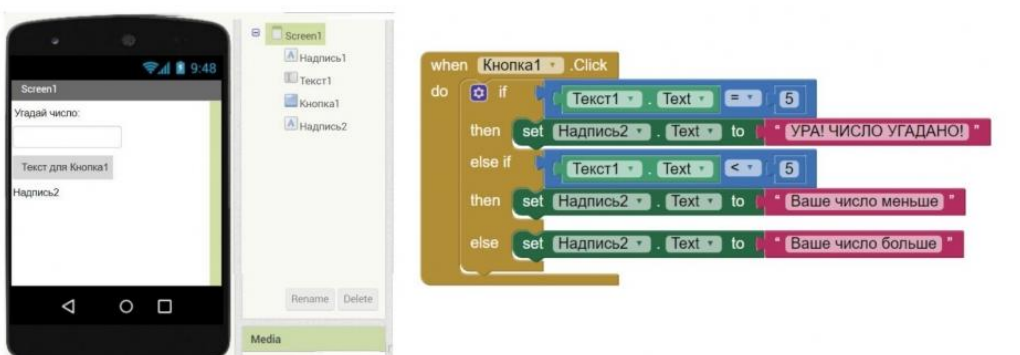 9:48
Screen1
Угадай число:
Текст для Кнопка1
Надпись2
Screen1
Надпись1
Текст1
Кнопка1
Надпись2
Rename Delete
Media
when Кнопка1 .Click
do if Текст1 . Text = 5
then set Надпись2 . Text to " УРА! ЧИСЛО УГАДАНО! "
else if Текст1 . Text < 5
then set Надпись2 . Text to " Ваше число меньше "
else set Надпись2 . Text to " Ваше число больше "